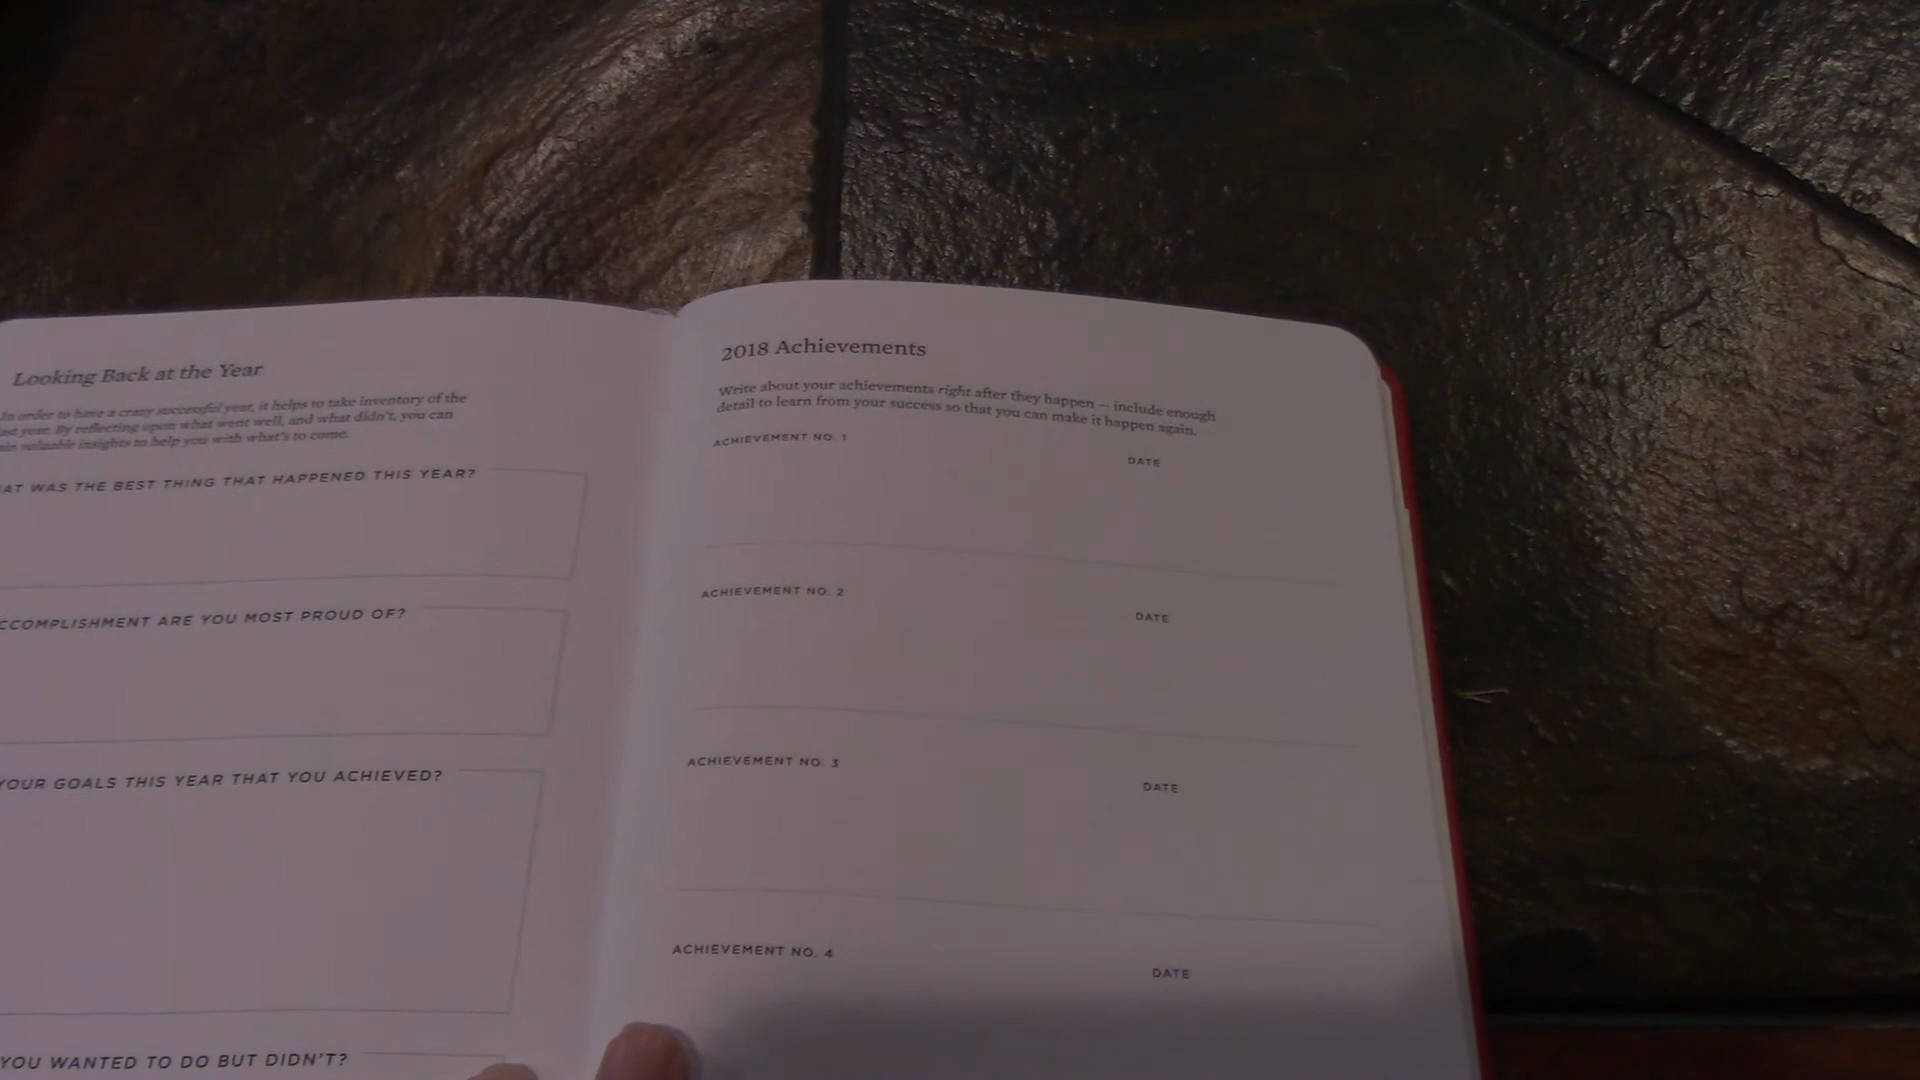 Looking Back at the Year
In order to have a crazy successful year, it helps to take inventory of the
last year. By reflecting upon what went well, and what didn't, you can
valuable insights to help you with what's to come.
WAS THE BEST THING THAT HAPPENED THIS YEAR?
ARE YOU MOST PROUD OF?
YOUR GOALS THIS YEAR THAT YOU ACHIEVED?
YOU WANTED TO DO BUT DIDN'T?
2018 Achievements
Write about your achievements right after they happen — include enough
detail to learn from your success so that you can make it happen again.
ACHIEVEMENT NO. 1
DATE
ACHIEVEMENT NO. 2
DATE
ACHIEVEMENT NO. 3
DATE
ACHIEVEMENT NO. 4
DATE